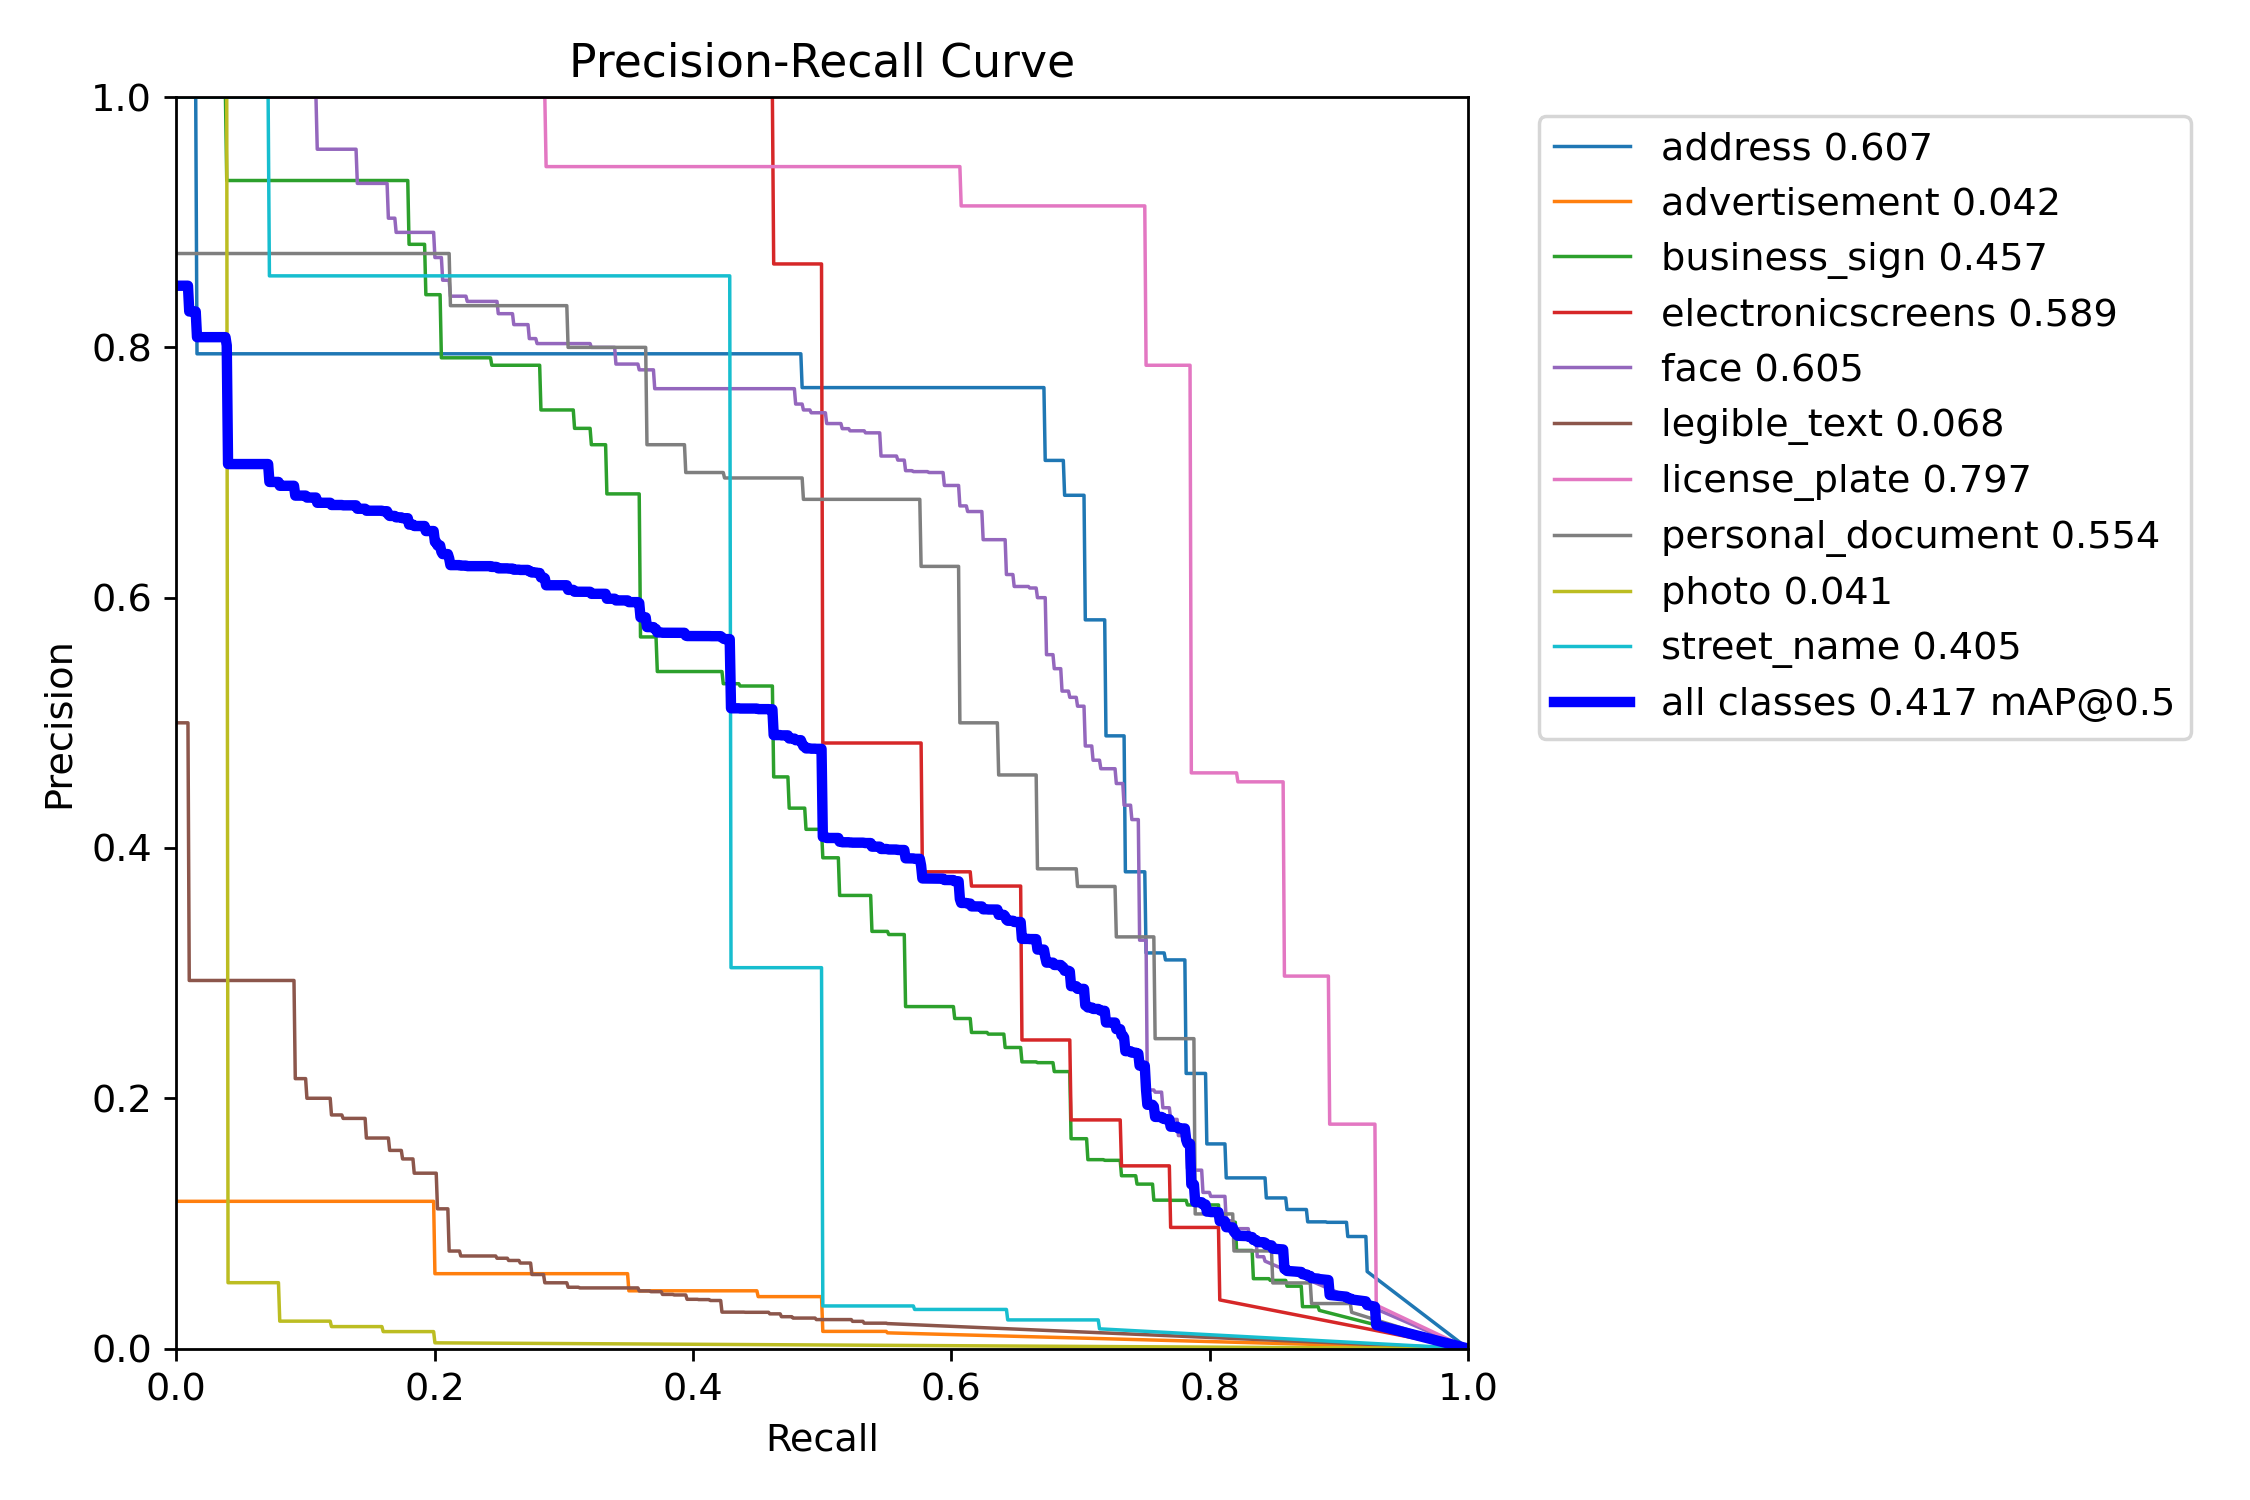 Precision-Recall Curve
1.0
0.8
0.6
0.4
0.2
0.0
Precision
0.0 0.2 0.4 0.6 0.8 1.0
Recall
address 0.607
advertisement 0.042
business_sign 0.457
electronicscreens 0.589
face 0.605
legible_text 0.068
license_plate 0.797
personal_document 0.554
photo 0.041
street_name 0.405
all classes 0.417 mAP@0.5